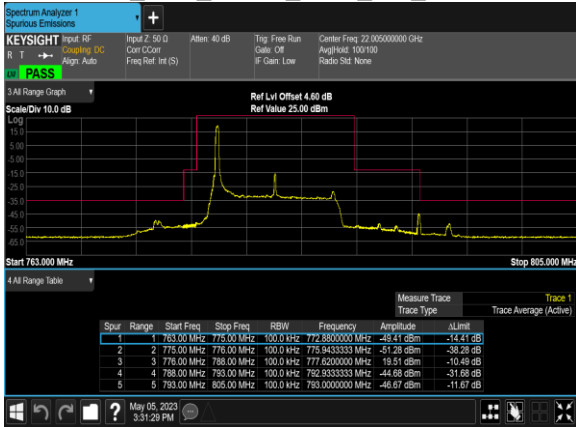 Spectrum Analyzer 1
Spurious Emissions
+
KEYSIGHT Input: RF Input Z: 50 Ω Atten: 40 dB Trig: Free Run Center Freq: 22.005000000 GHz
R T Coupling: DC Corr CCorr Gate: Off Avg|Hold: 100/100
Align: Auto Freq Ref: Int (S) IF Gain: Low Radio Std: None
PASS
3 All Range Graph
Ref Lvl Offset 4.60 dB
Scale/Div 10.0 dB Ref Value 25.00 dBm
Log
15.0
5.00
-5.00
-15.0
-25.0
-35.0
-45.0
-55.0
-65.0
Start 763.000 MHz Stop 805.000 MHz
4 All Range Table
Measure Trace Trace 1
Trace Type Trace Average (Active)
Spur Range Start Freq Stop Freq RBW Frequency Amplitude ΔLimit
1 1 763.00 MHz 775.00 MHz 100.0 kHz 772.8800000 MHz -49.41 dBm -14.41 dB
2 2 775.00 MHz 776.00 MHz 100.0 kHz 775.9433333 MHz -51.28 dBm -38.28 dB
3 3 776.00 MHz 788.00 MHz 100.0 kHz 777.6200000 MHz 19.51 dBm -10.49 dB
4 4 788.00 MHz 793.00 MHz 100.0 kHz 792.9333333 MHz -44.68 dBm -31.68 dB
5 5 793.00 MHz 805.00 MHz 100.0 kHz 793.0000000 MHz -46.67 dBm -11.67 dB
?
May 05, 2023
3:31:29 PM